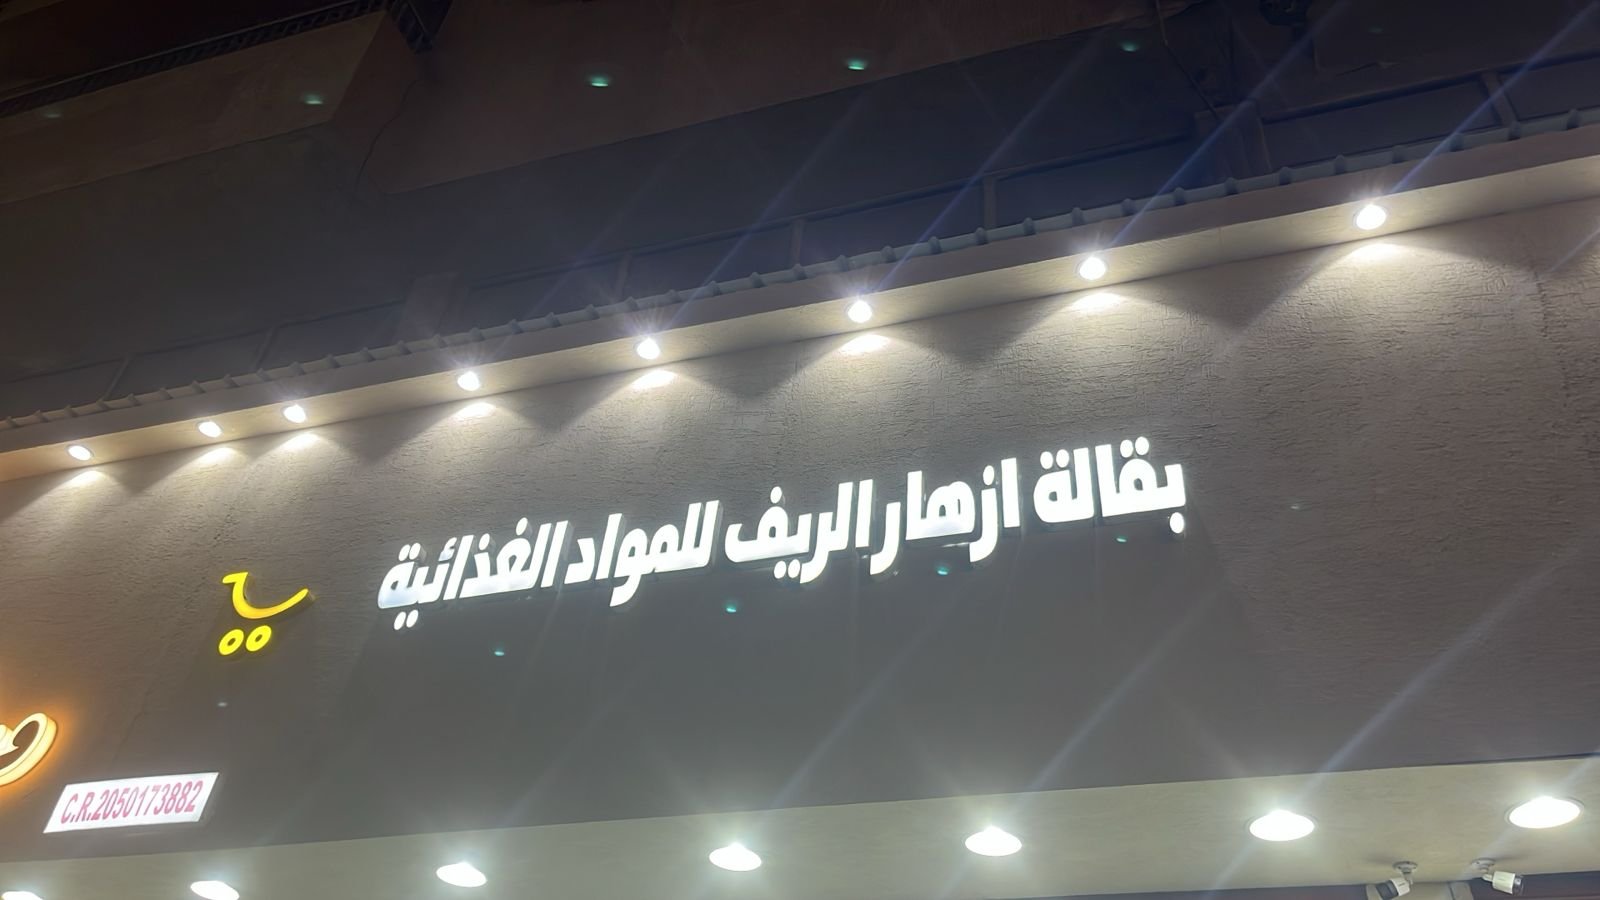 بقالة ازهار الريف للمواد الغذائية
C.R.2050173882